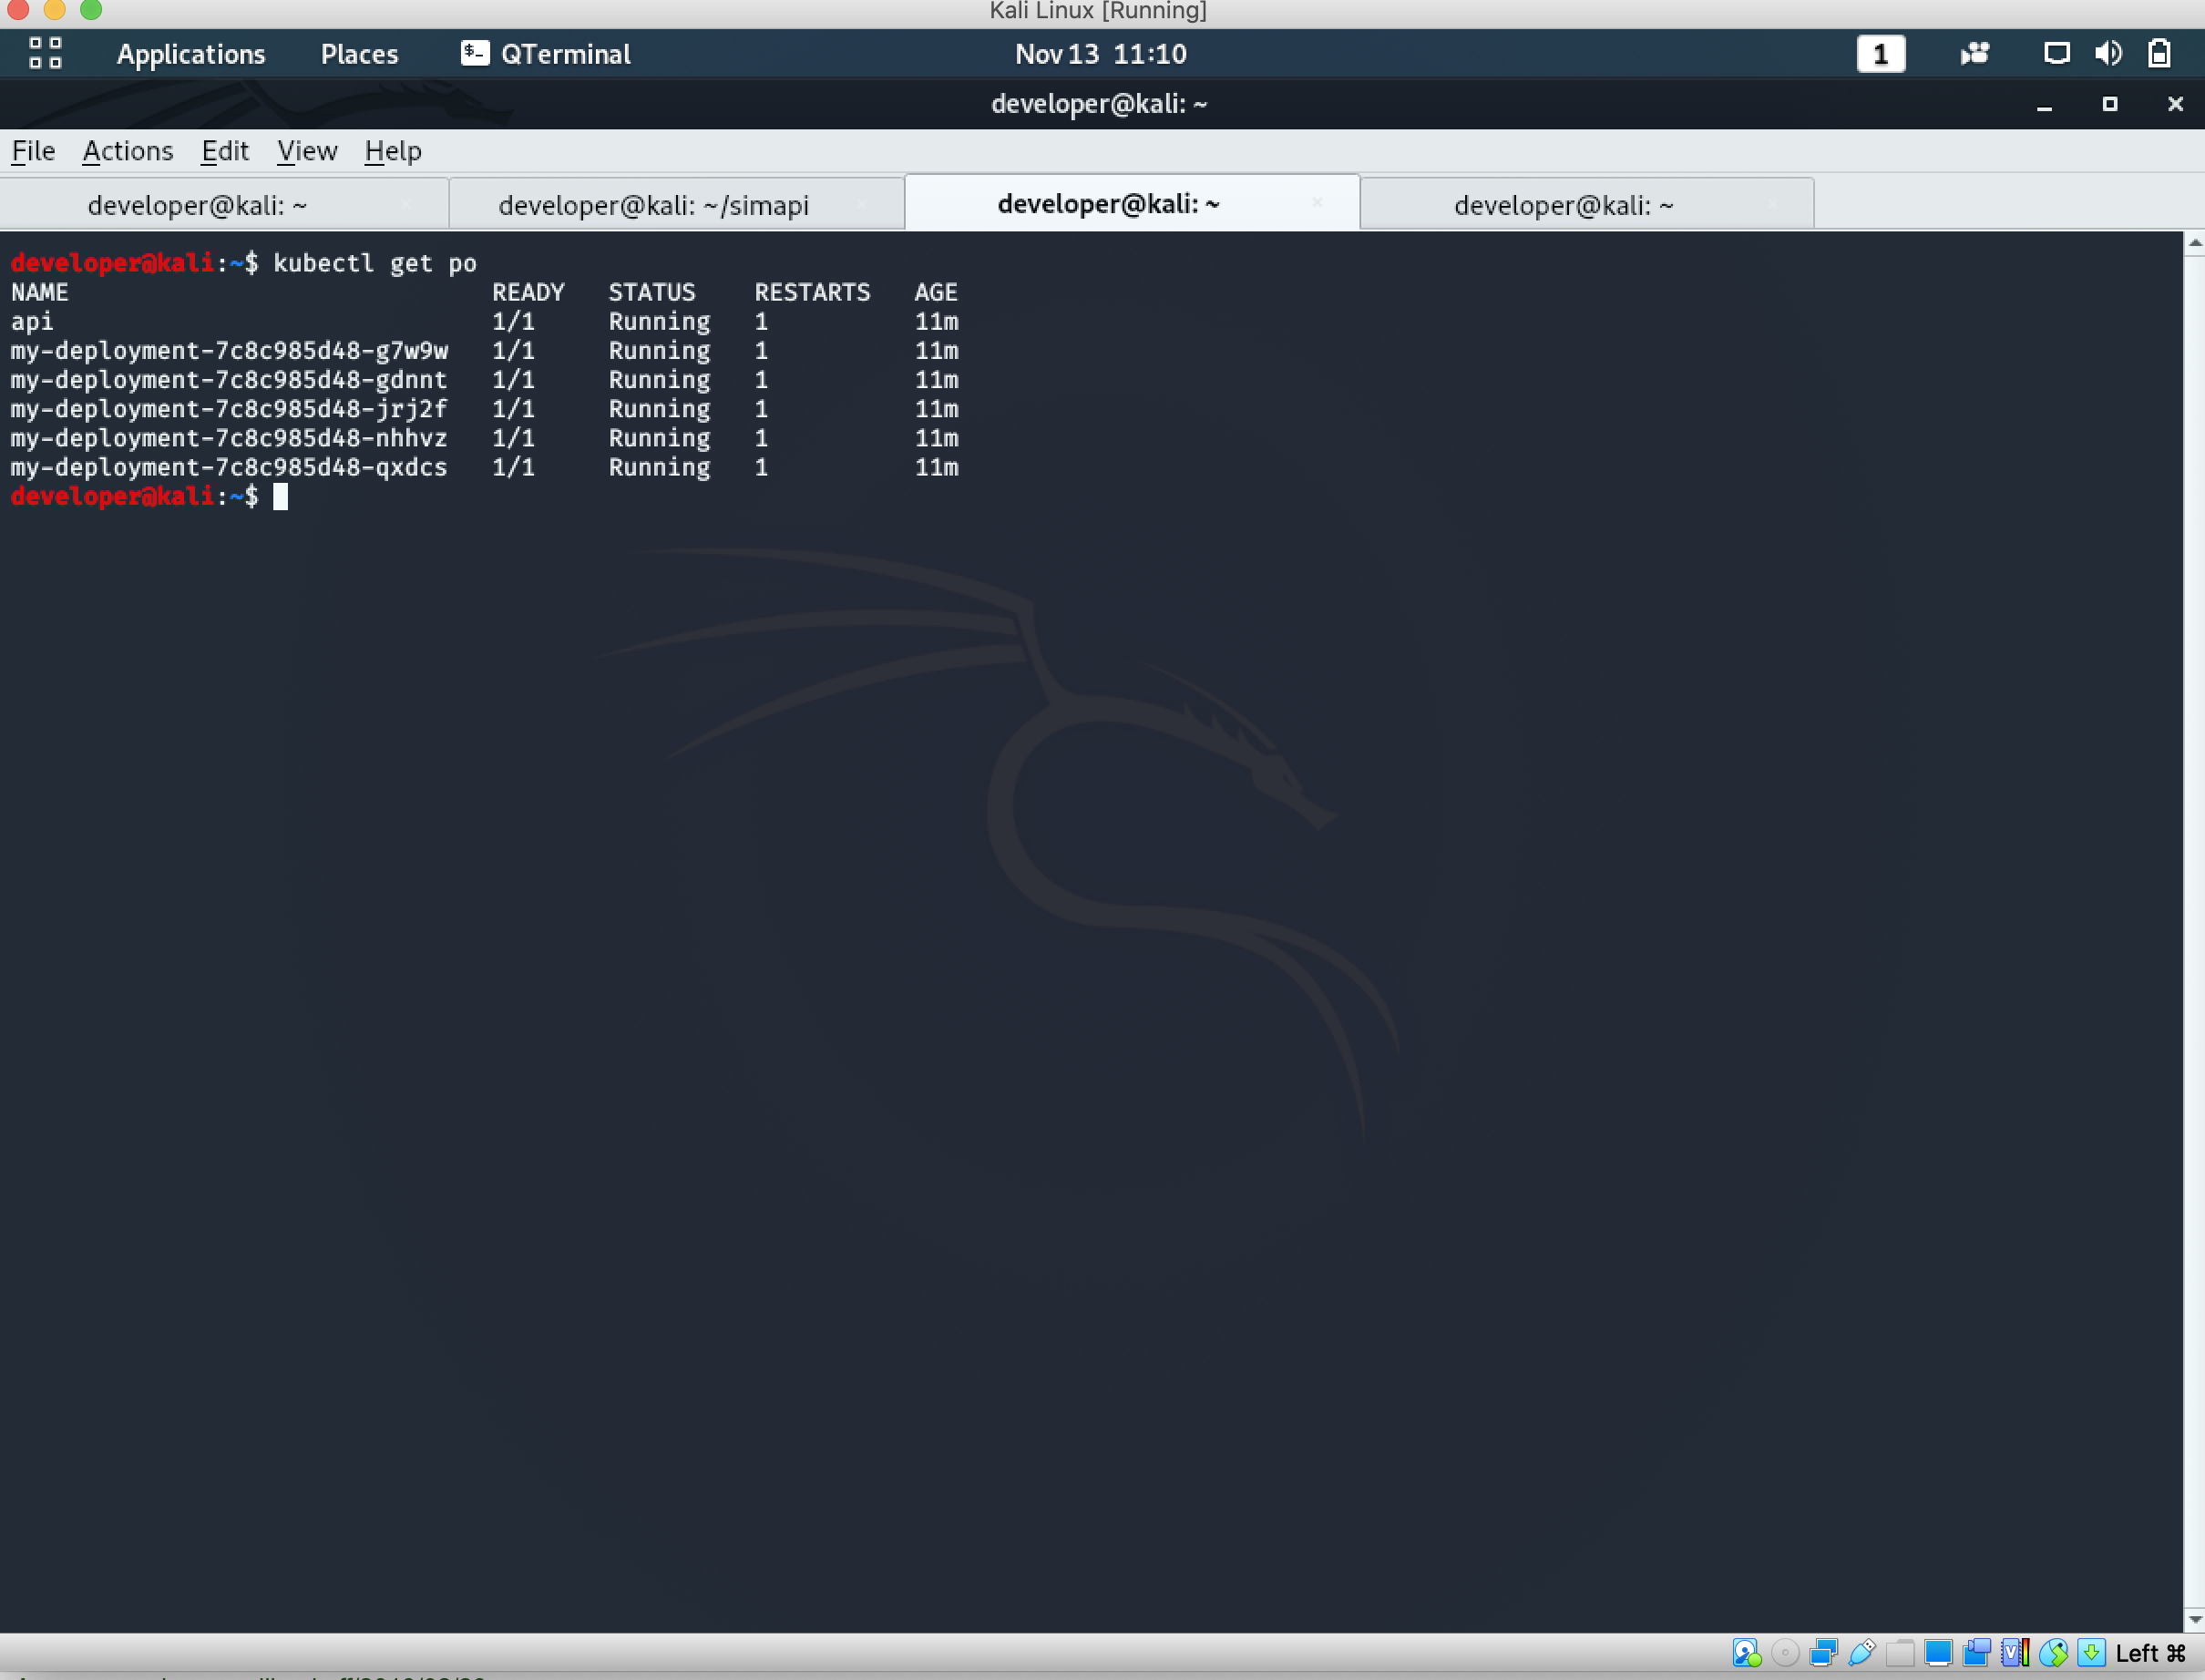 Kali Linux [Running]
Applications Places $_ QTerminal Nov 13 11:10 1
developer@kali: ~
File Actions Edit View Help
developer@kali: ~ developer@kali: ~/simapi developer@kali: ~ developer@kali: ~
developer@kali:~$ kubectl get po
NAME READY STATUS RESTARTS AGE
api 1/1 Running 1 11m
my-deployment-7c8c985d48-g7w9w 1/1 Running 1 11m
my-deployment-7c8c985d48-gdnnt 1/1 Running 1 11m
my-deployment-7c8c985d48-jrj2f 1/1 Running 1 11m
my-deployment-7c8c985d48-nhhvz 1/1 Running 1 11m
my-deployment-7c8c985d48-qxdcs 1/1 Running 1 11m
developer@kali:~$
Left ⌘